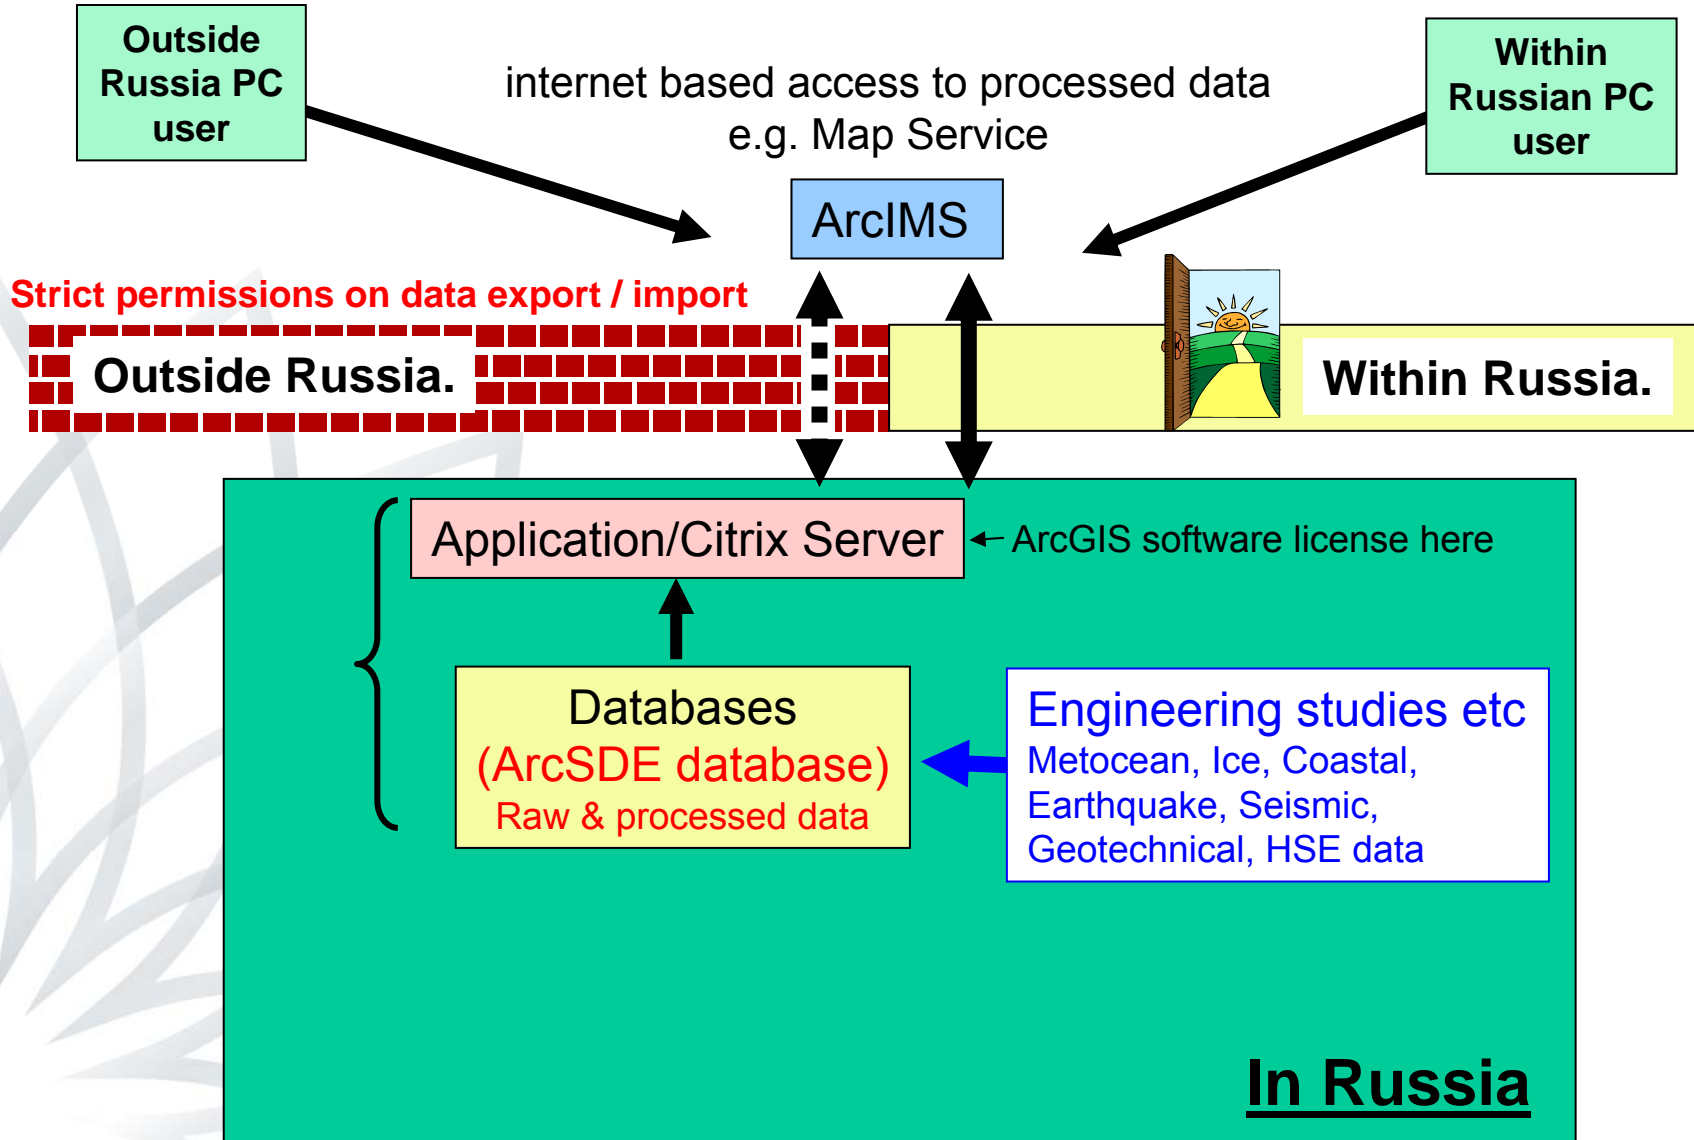 Outside
Russia PC
user
internet based access to processed data
e.g. Map Service
Within
Russian PC
user
ArcIMS
Strict permissions on data export / import
Outside Russia.
Within Russia.
Application/Citrix Server
ArcGIS software license here
Databases
(ArcSDE database)
Raw & processed data
Engineering studies etc
Metocean, Ice, Coastal,
Earthquake, Seismic,
Geotechnical, HSE data
In Russia